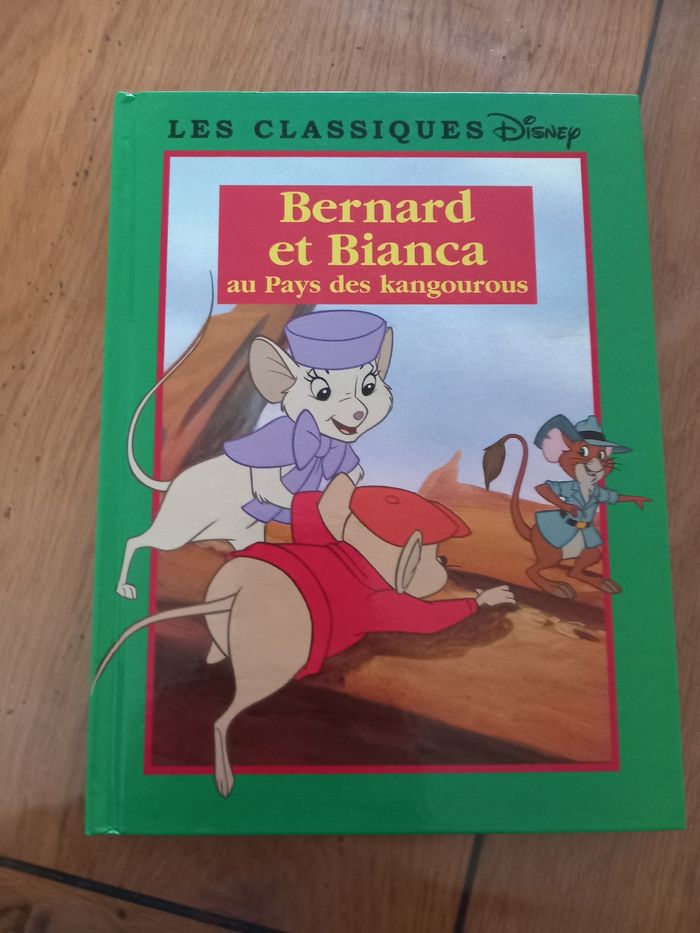 LES CLASSIQUES Disney
Bernard
et Bianca
au Pays des kangourous